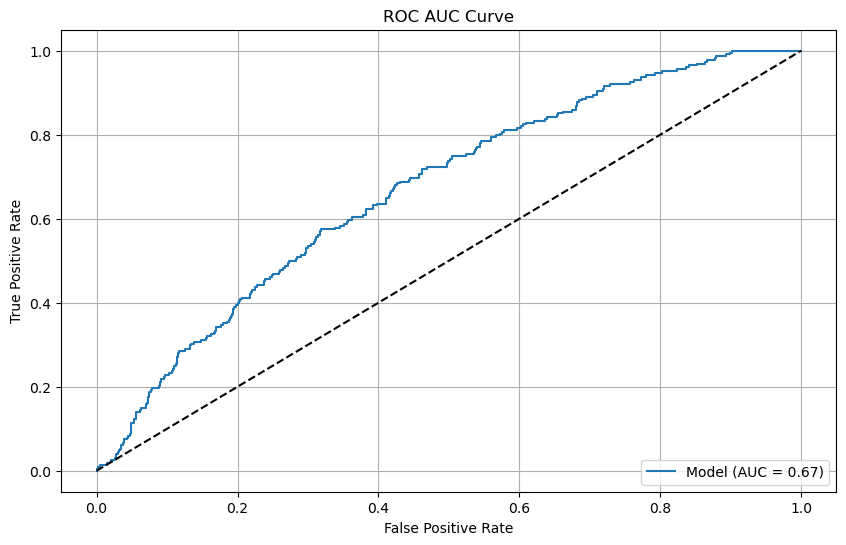 ROC AUC Curve
True Positive Rate
1.0
0.8
0.6
0.4
0.2
0.0
Model (AUC = 0.67)
0.0 0.2 0.4 0.6 0.8 1.0
False Positive Rate